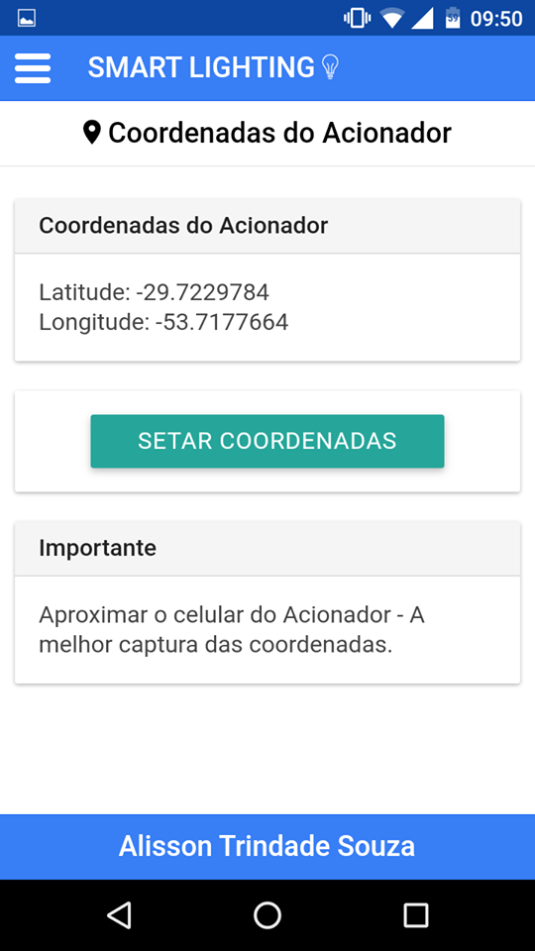 39 09:50
SMART LIGHTING
Coordenadas do Acionador
Coordenadas do Acionador
Latitude: -29.7229784
Longitude: -53.7177664
SETAR COORDENADAS
Importante
Aproximar o celular do Acionador - A
melhor captura das coordenadas.
Alisson Trindade Souza